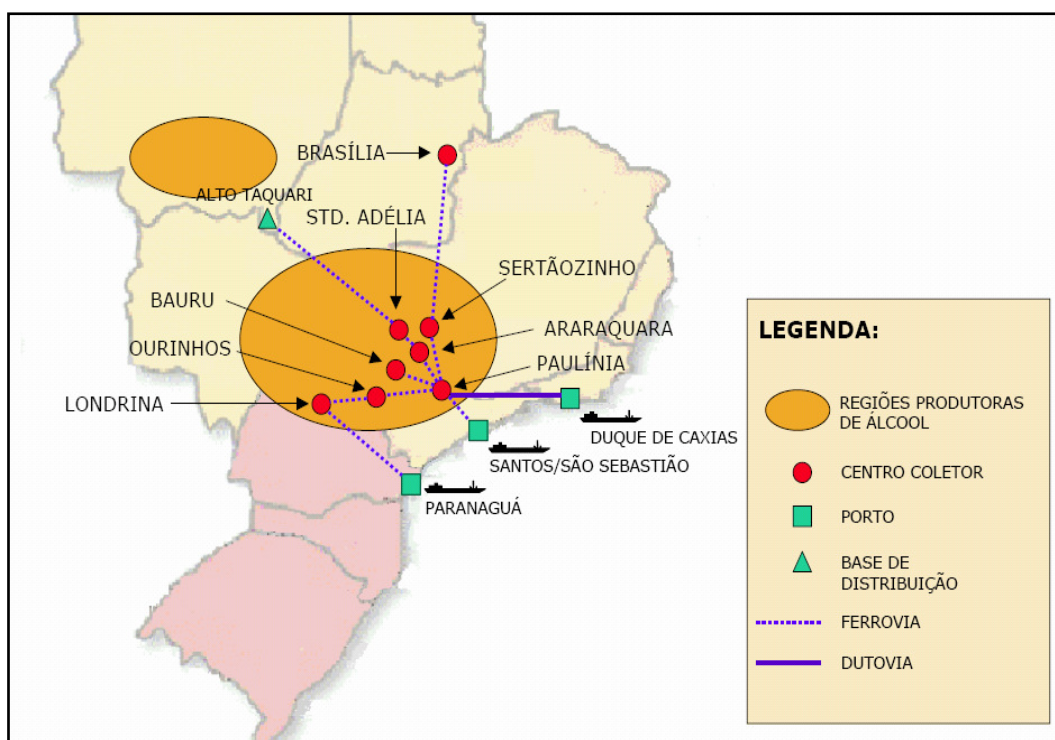 BRASÍLIA
ALTO TAQUARI
STD. ADÉLIA
SERTÃOZINHO
BAURU
ARARAQUARA
OURINHOS
PAULÍNIA
LONDRINA
DUQUE DE CAXIAS
SANTOS/SÃO SEBASTIÃO
PARANAGUÁ
LEGENDA:
REGIÕES PRODUTORAS
DE ÁLCOOL
CENTRO COLETOR
PORTO
BASE DE
DISTRIBUIÇÃO
FERROVIA
DUTOVIA